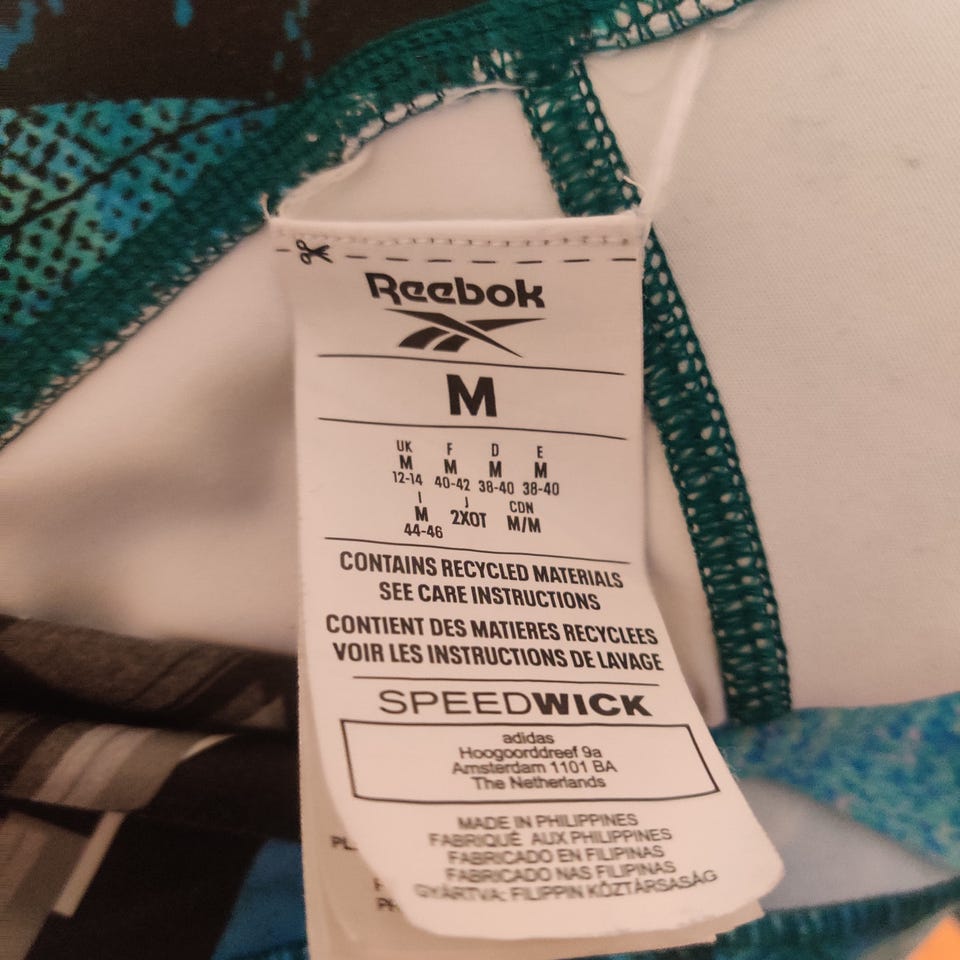 Reebok
M
UK F D E
M M M M
12-14 40-42 38-40 38-40
I J CDN
M 2XOT M/M
44-46
CONTAINS RECYCLED MATERIALS
SEE CARE INSTRUCTIONS
CONTIENT DES MATIERES RECYCLEES
VOIR LES INSTRUCTIONS DE LAVAGE
SPEEDWICK
adidas
Hoogoorddreef 9a
Amsterdam 1101 BA
The Netherlands
MADE IN PHILIPPINES
FABRIQUÉ AUX PHILIPPINES
FABRICADO EN FILIPINAS
FABRICADO NAS FILIPINAS
GYÁRTVA: FILIPPIN KÖZTÁRSASÁG